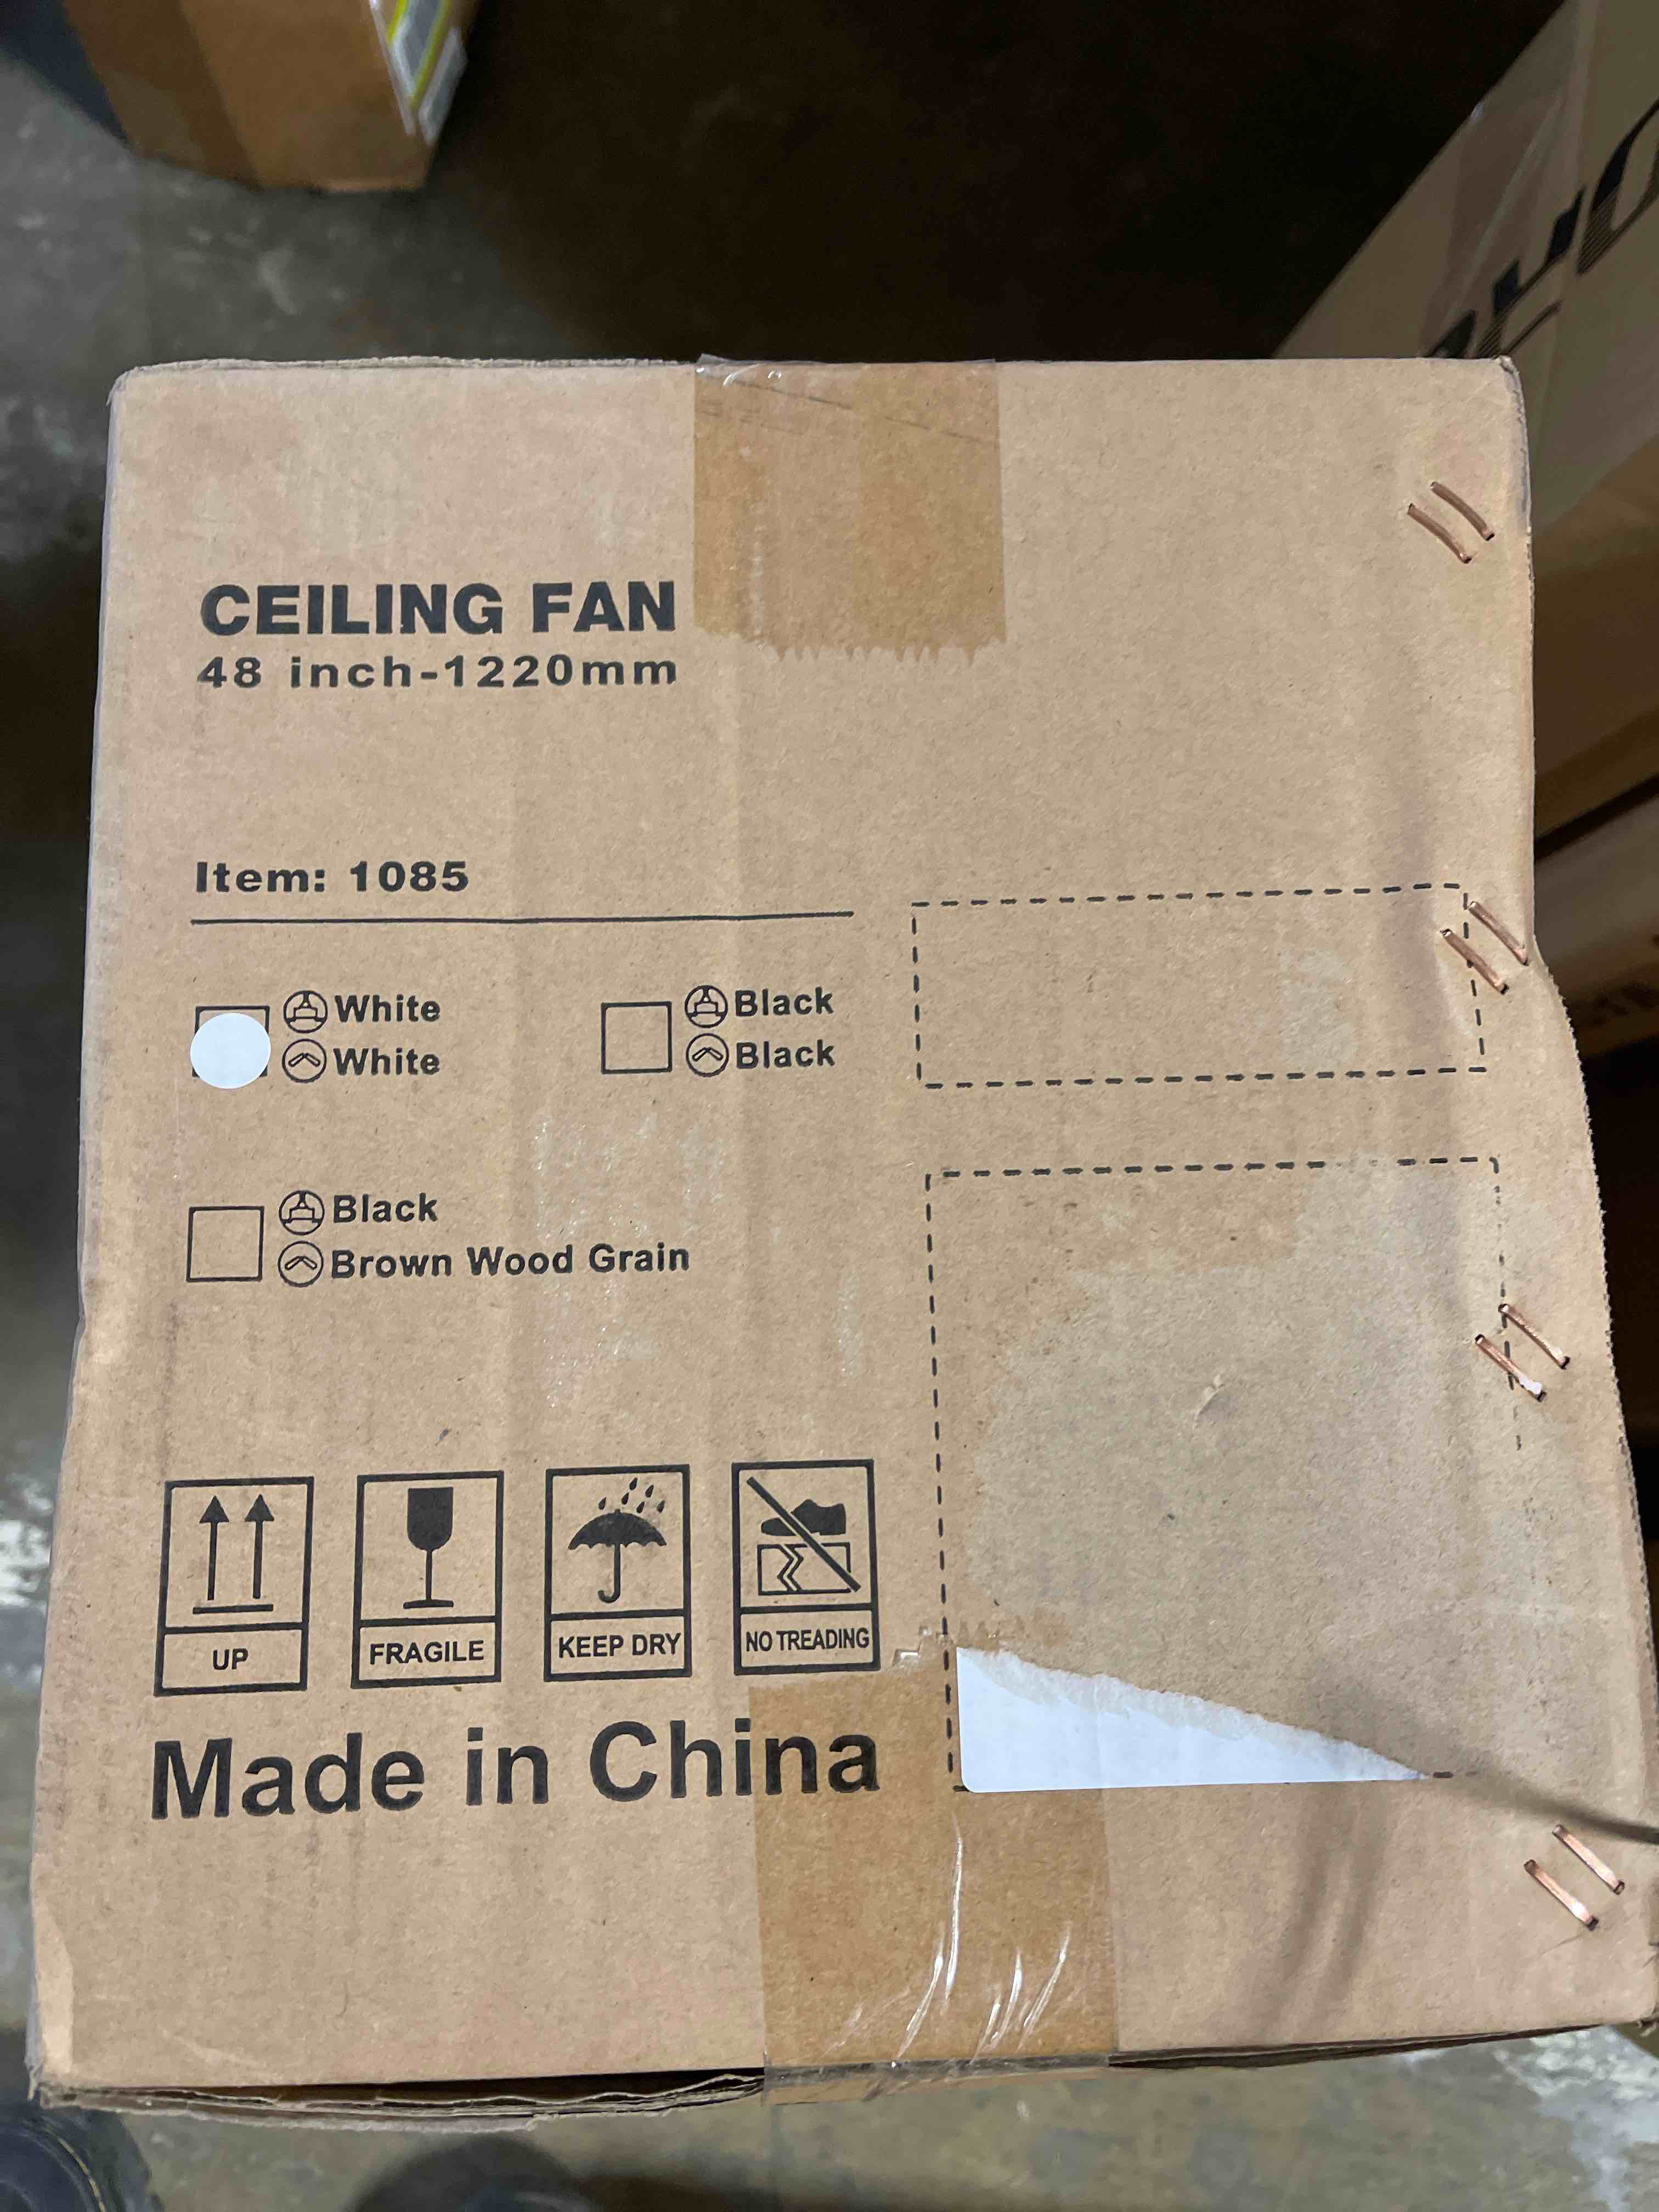 CEILING FAN
48 inch-1220mm
Item: 1085
White
White
Black
Black
Black
Brown Wood Grain
UP
FRAGILE
KEEP DRY
NO TREADING
Made in China